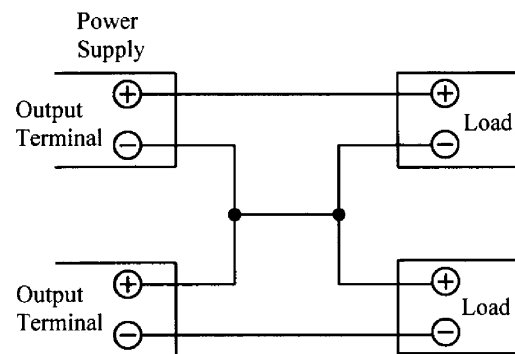 Power
Supply
+
+
Output
Terminal
Load
−
−
+
+
Output
Terminal
Load
−
−